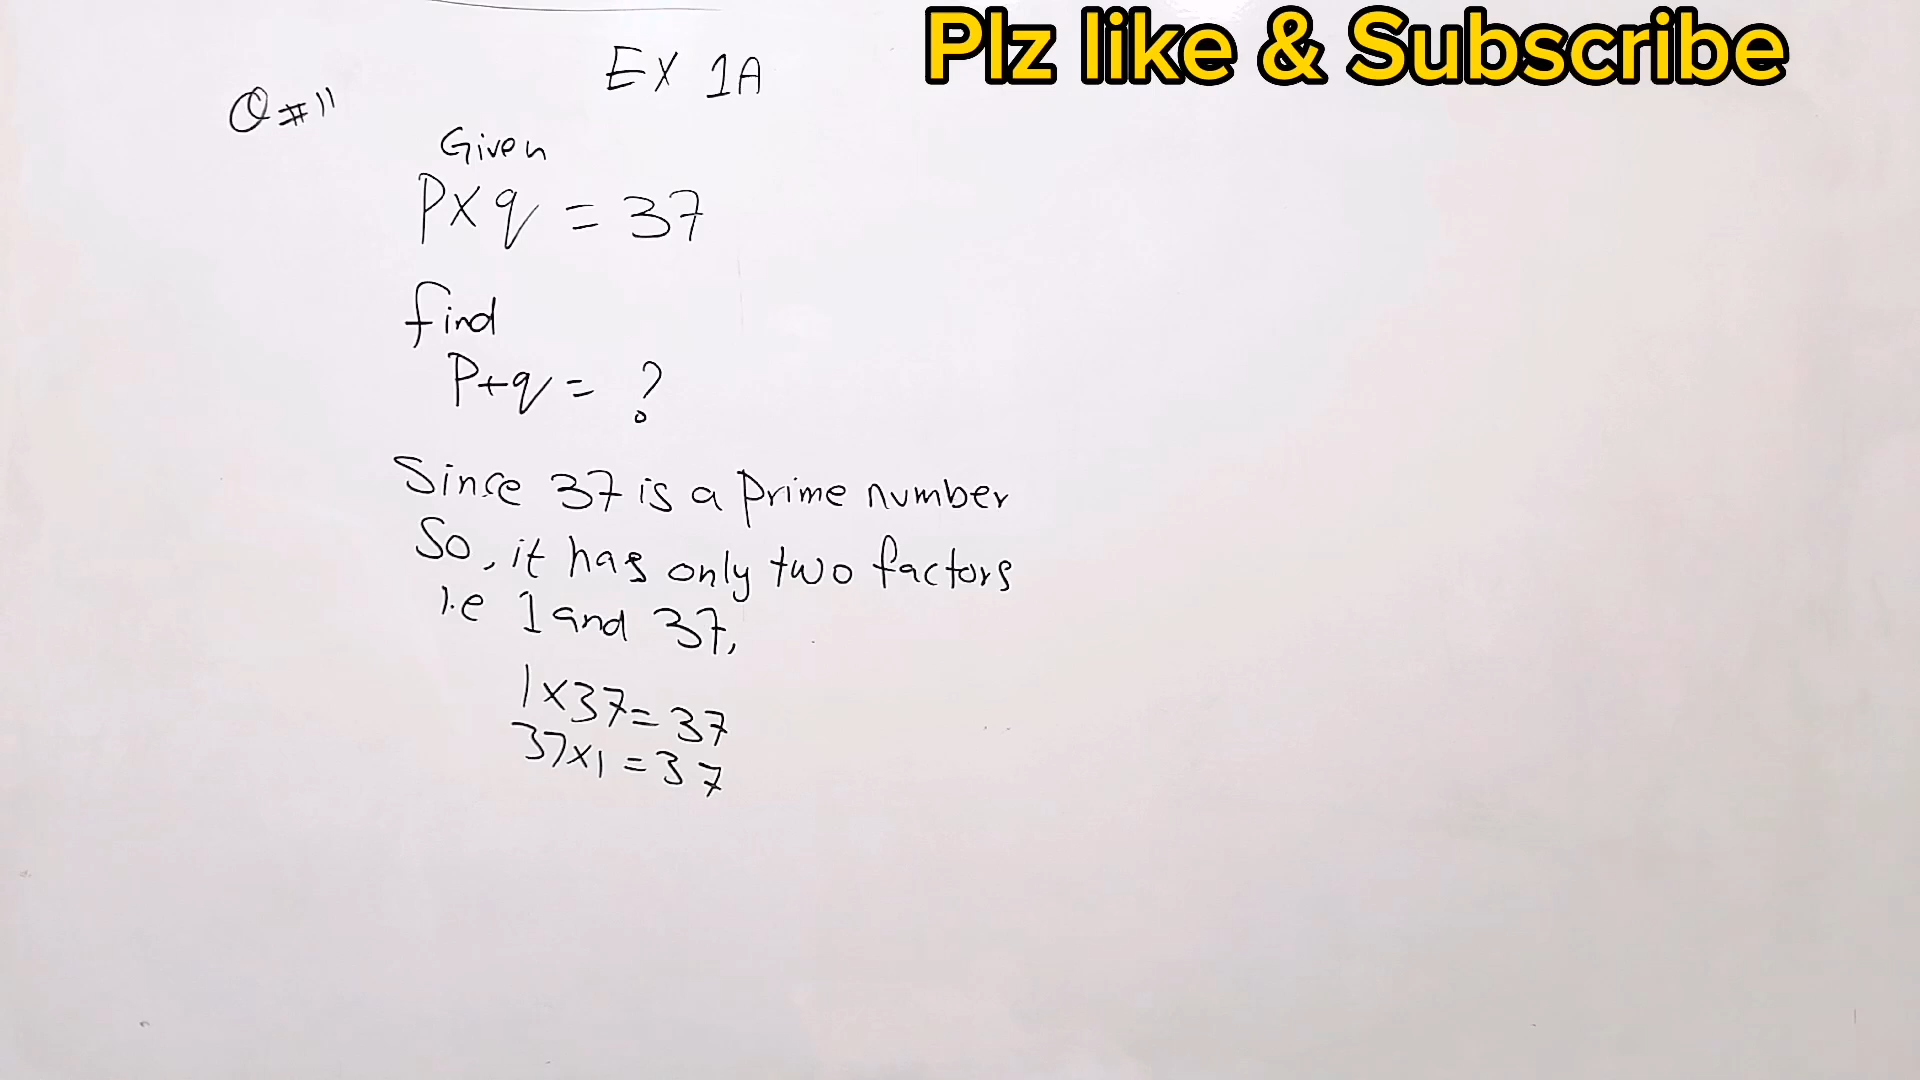 Plz like & Subscribe
EX 1A
Q#11
Given
P×q = 37
find
P+q = ?
Since 37 is a prime number
So, it has only two factors
i.e 1 and 37,
1×37=37
37×1=37